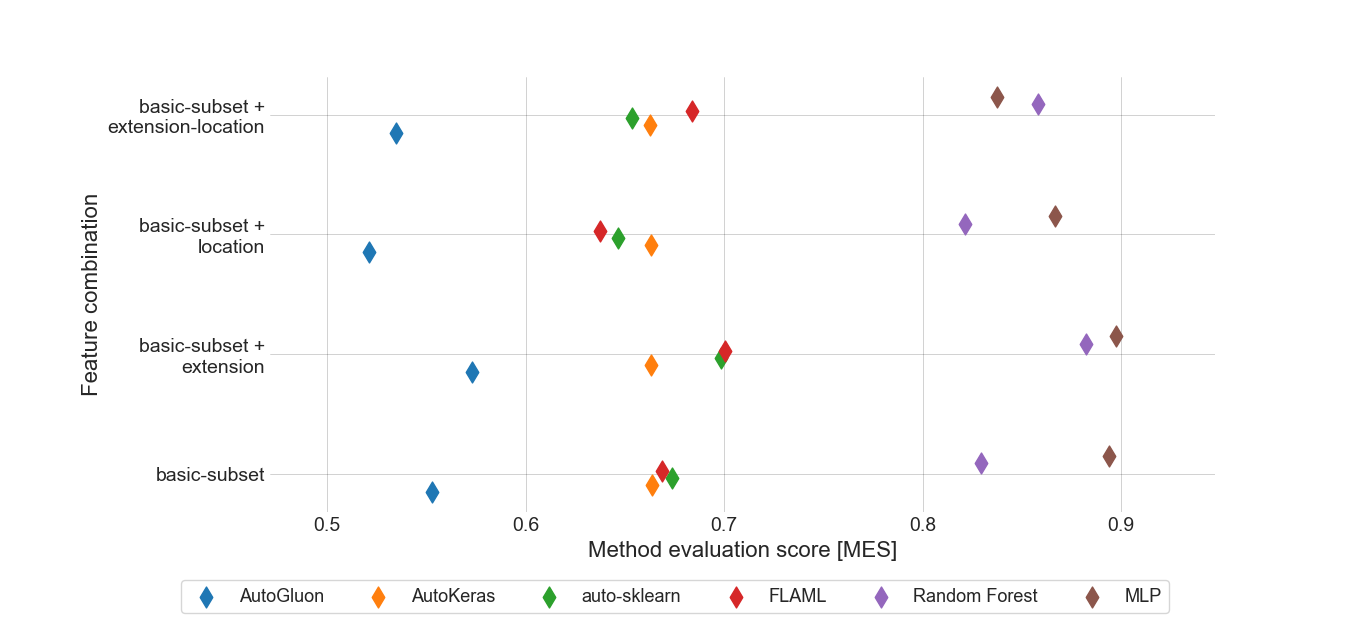 basic-subset +
extension-location
basic-subset +
location
basic-subset +
extension
basic-subset
Feature combination
0.5 0.6 0.7 0.8 0.9
Method evaluation score [MES]
AutoGluon AutoKeras auto-sklearn FLAML Random Forest MLP